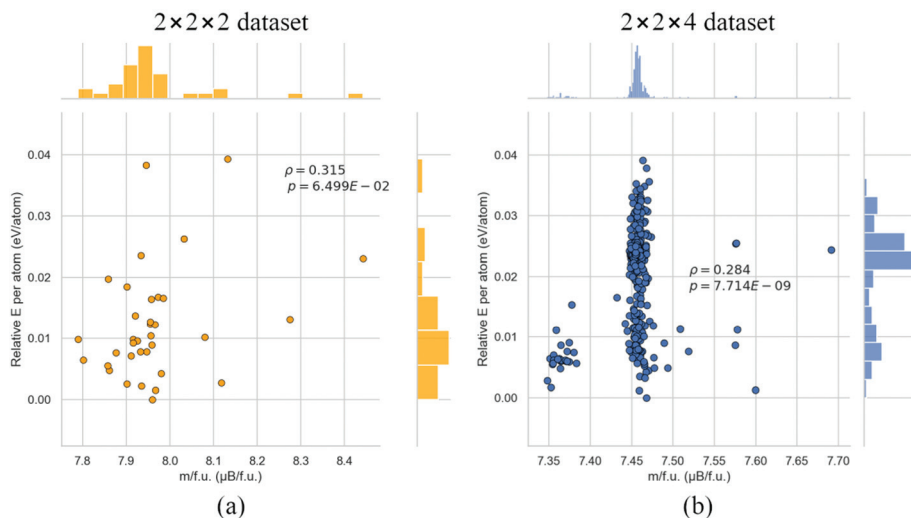 2×2×2 dataset
2×2×4 dataset
0.04
0.03
0.02
0.01
0.00
Relative E per atom (eV/atom)
ρ = 0.315
p = 6.499E − 02
7.8 7.9 8.0 8.1 8.2 8.3 8.4
m/f.u. (μB/f.u.)
(a)
0.04
0.03
0.02
0.01
0.00
Relative E per atom (eV/atom)
ρ = 0.284
p = 7.714E − 09
7.35 7.40 7.45 7.50 7.55 7.60 7.65 7.70
m/f.u. (μB/f.u.)
(b)